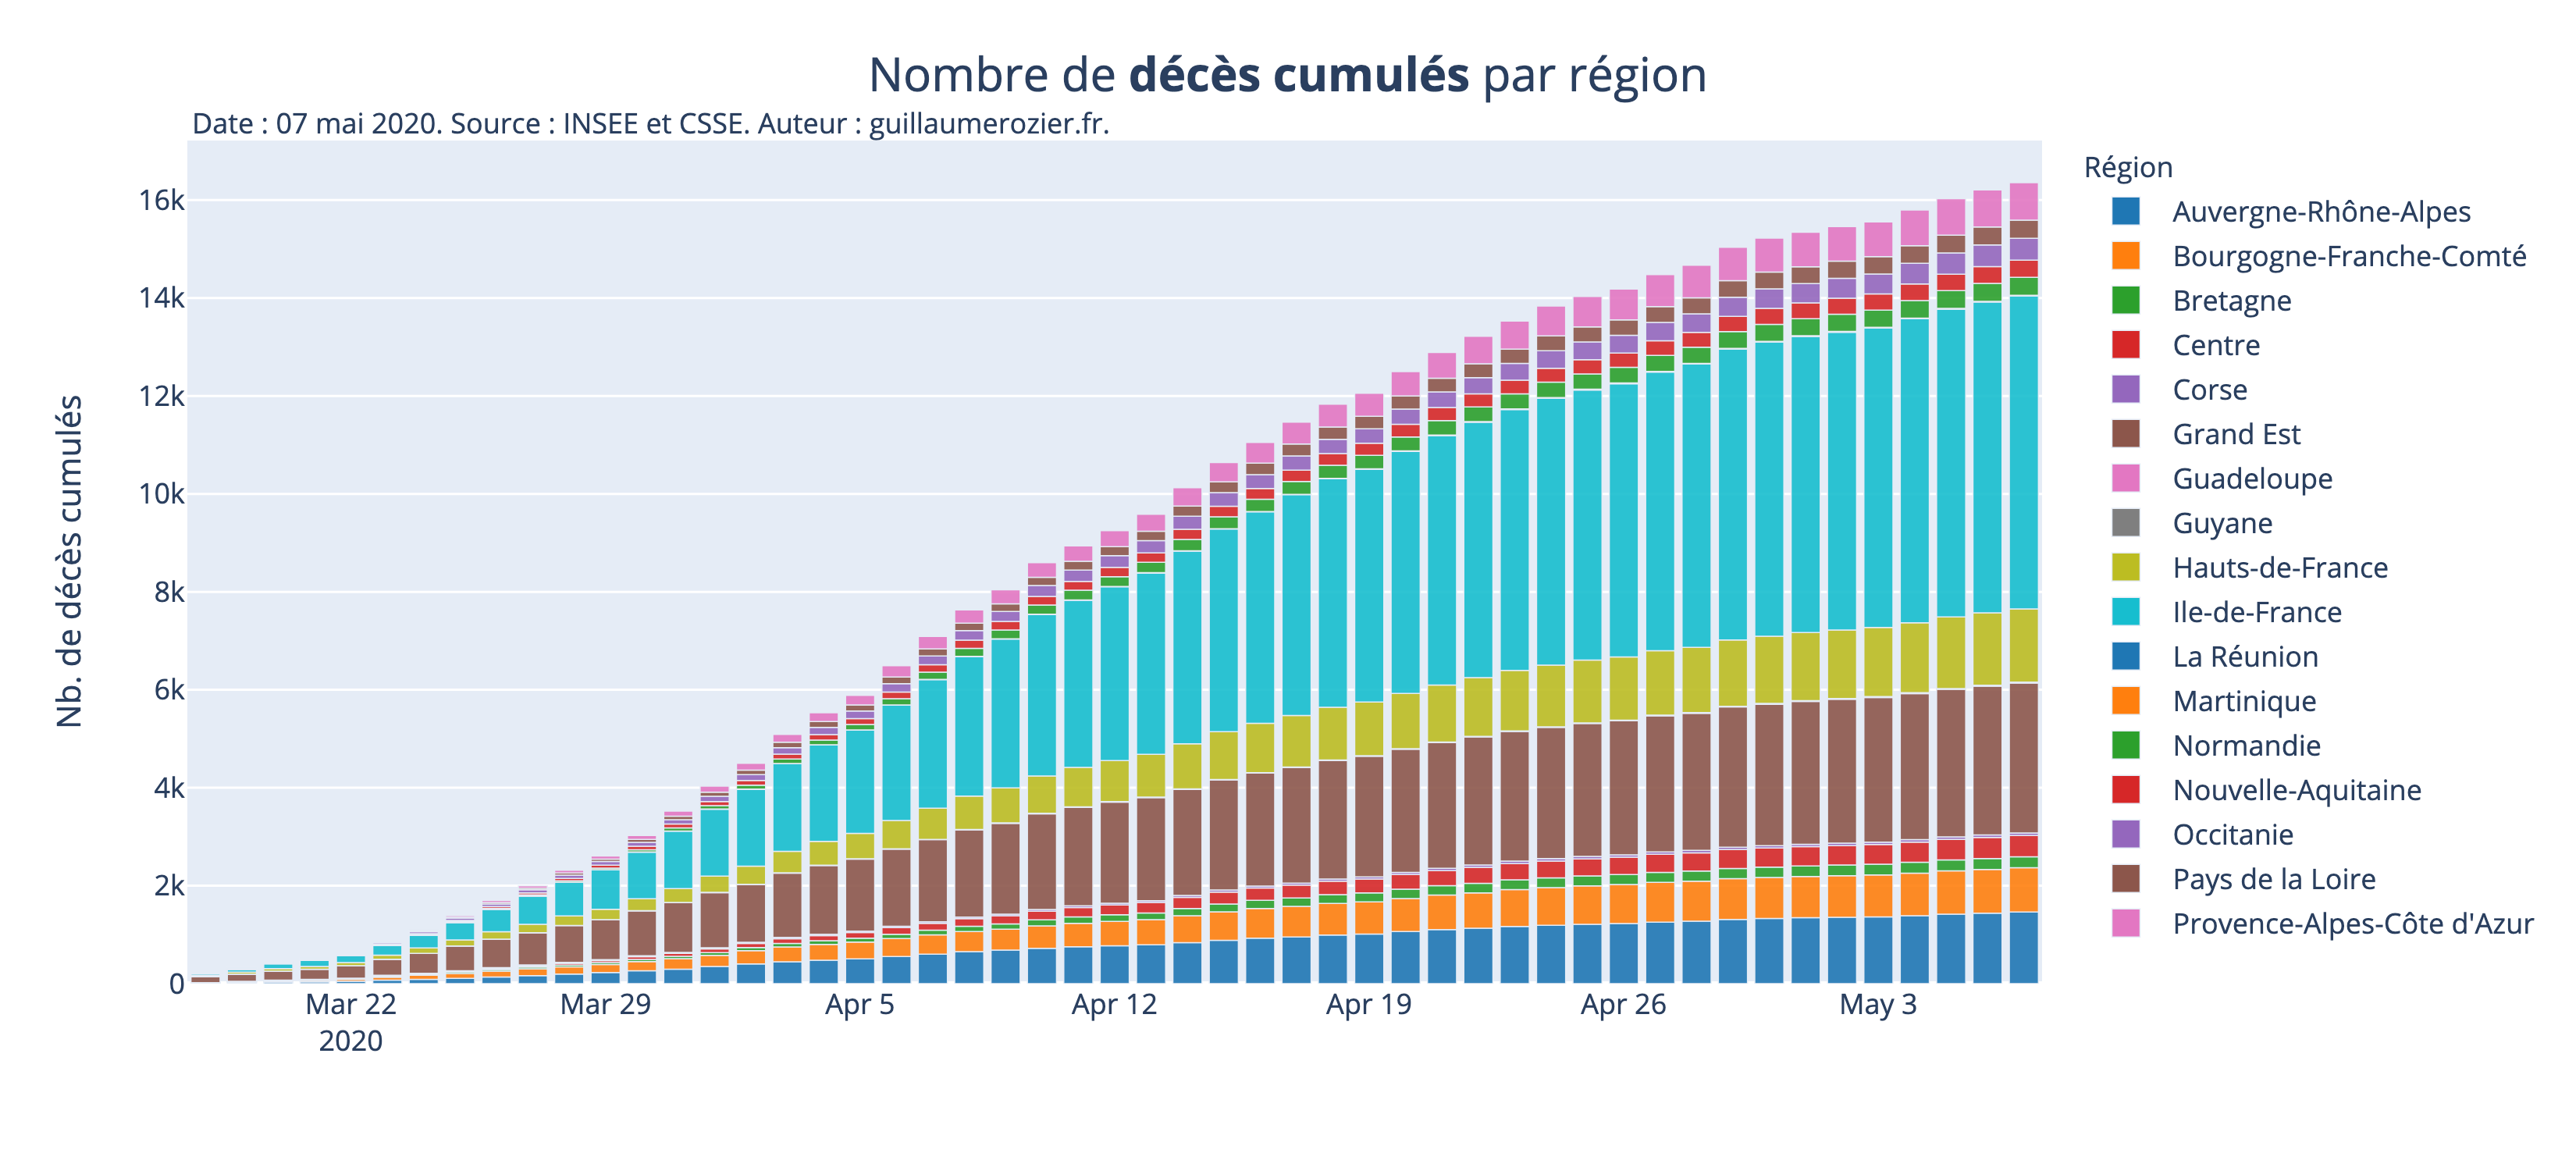 Nombre de décès cumulés par région
Date : 07 mai 2020. Source : INSEE et CSSE. Auteur : guillaumerozier.fr.
Nb. de décès cumulés
16k
14k
12k
10k
8k
6k
4k
2k
0
Mar 22
2020
Mar 29
Apr 5
Apr 12
Apr 19
Apr 26
May 3
Région
Auvergne-Rhône-Alpes
Bourgogne-Franche-Comté
Bretagne
Centre
Corse
Grand Est
Guadeloupe
Guyane
Hauts-de-France
Ile-de-France
La Réunion
Martinique
Normandie
Nouvelle-Aquitaine
Occitanie
Pays de la Loire
Provence-Alpes-Côte d'Azur